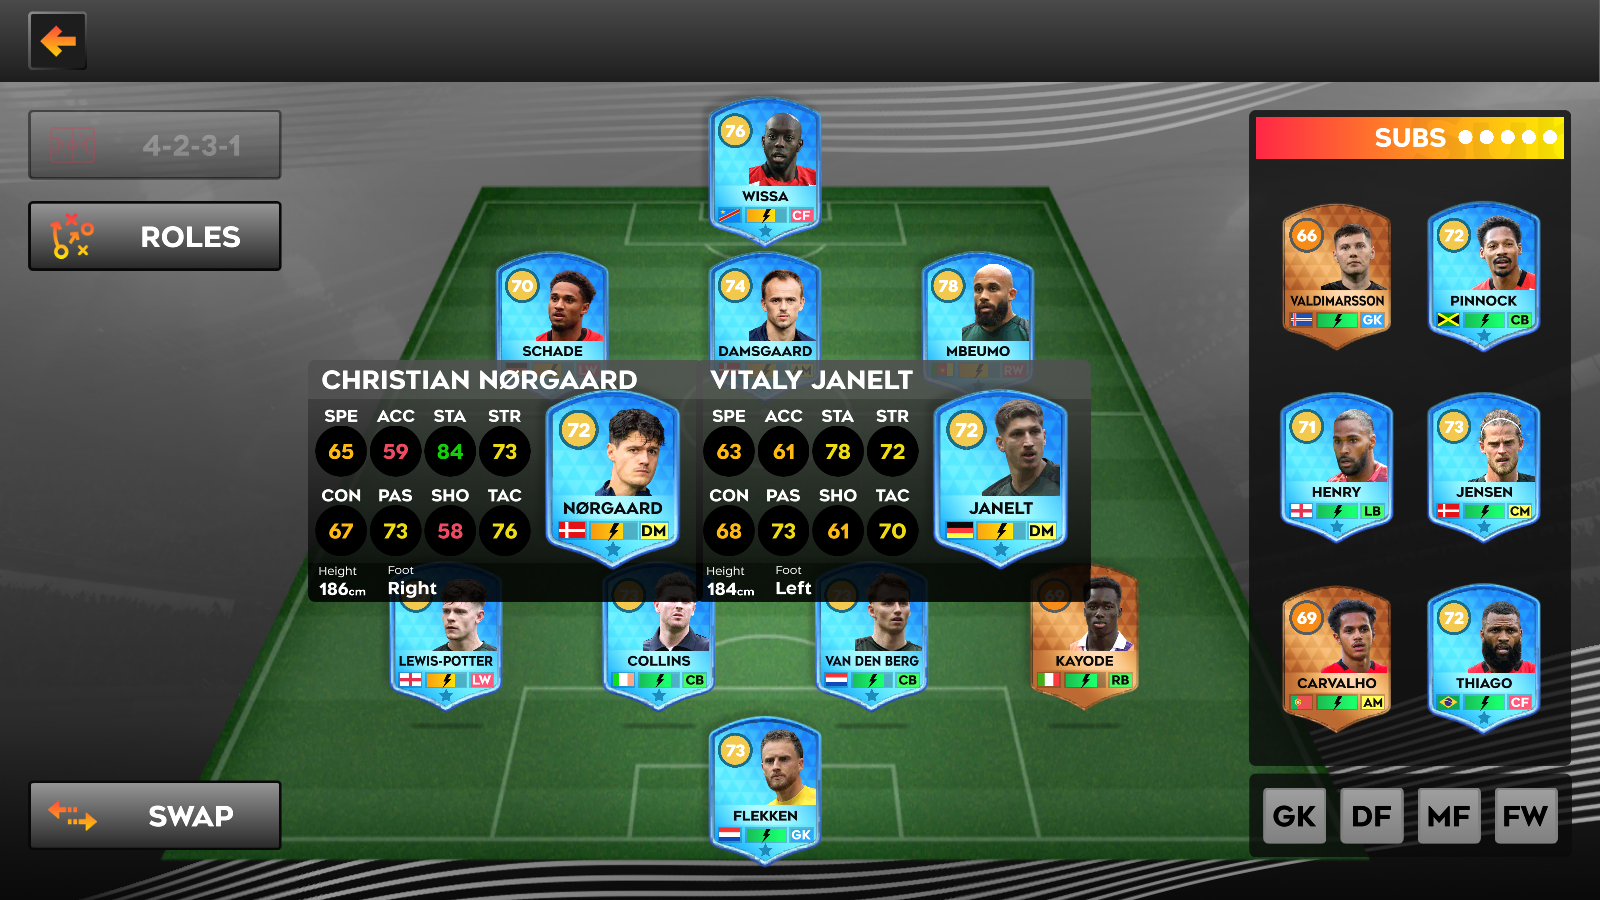 4-2-3-1
ROLES
SWAP
76
WISSA
CF
70
SCHADE
LW
74
DAMSGAARD
AM
78
MBEUMO
RW
CHRISTIAN NØRGAARD
SPE ACC STA STR
65 59 84 73
CON PAS SHO TAC
67 73 58 76
Height
186cm
Foot
Right
72
NØRGAARD
DM
VITALY JANELT
SPE ACC STA STR
63 61 78 72
CON PAS SHO TAC
68 73 61 70
Height
184cm
Foot
Left
72
JANELT
DM
LEWIS-POTTER
LW
73
COLLINS
CB
73
VAN DEN BERG
CB
69
KAYODE
RB
73
FLEKKEN
GK
SUBS
66
VALDIMARSSON
GK
72
PINNOCK
CB
71
HENRY
LB
73
JENSEN
CM
69
CARVALHO
AM
72
THIAGO
CF
GK DF MF FW